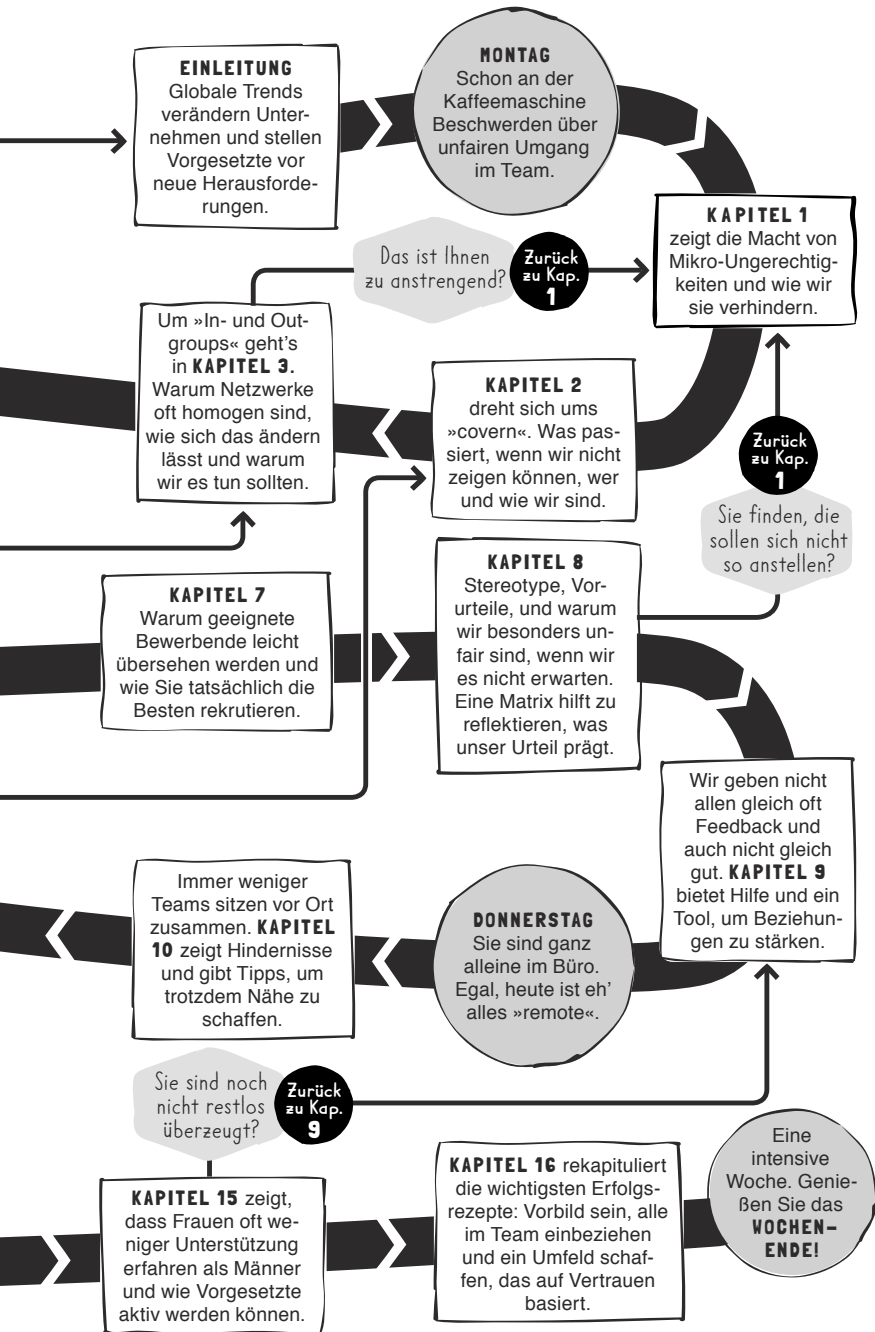 EINLEITUNG
Globale Trends
verändern Unter-
nehmen und stellen
Vorgesetzte vor
neue Herausforde-
rungen.
MONTAG
Schon an der
Kaffeemaschine
Beschwerden über
unfairen Umgang
im Team.
KAPITEL 1
zeigt die Macht von
Mikro-Ungerechtig-
keiten und wie wir
sie verhindern.
Das ist Ihnen
zu anstrengend?
Zurück
zu Kap.
1
KAPITEL 2
dreht sich ums
»covern«. Was pas-
siert, wenn wir nicht
zeigen können, wer
und wie wir sind.
Um »In- und Out-
groups« geht's
in KAPITEL 3.
Warum Netzwerke
oft homogen sind,
wie sich das ändern
lässt und warum
wir es tun sollten.
Zurück
zu Kap.
1
Sie finden, die
sollen sich nicht
so anstellen?
KAPITEL 7
Warum geeignete
Bewerbende leicht
übersehen werden und
wie Sie tatsächlich die
Besten rekrutieren.
KAPITEL 8
Stereotype, Vor-
urteile, und warum
wir besonders un-
fair sind, wenn wir
es nicht erwarten.
Eine Matrix hilft zu
reflektieren, was
unser Urteil prägt.
Wir geben nicht
allen gleich oft
Feedback und
auch nicht gleich
gut. KAPITEL 9
bietet Hilfe und ein
Tool, um Beziehun-
gen zu stärken.
DONNERSTAG
Sie sind ganz
alleine im Büro.
Egal, heute ist eh'
alles »remote«.
Immer weniger
Teams sitzen vor Ort
zusammen. KAPITEL
10 zeigt Hindernisse
und gibt Tipps, um
trotzdem Nähe zu
schaffen.
Sie sind noch
nicht restlos
überzeugt?
Zurück
zu Kap.
9
KAPITEL 15 zeigt,
dass Frauen oft we-
niger Unterstützung
erfahren als Männer
und wie Vorgesetzte
aktiv werden können.
KAPITEL 16 rekapituliert
die wichtigsten Erfolgs-
rezepte: Vorbild sein, alle
im Team einbeziehen
und ein Umfeld schaf-
fen, das auf Vertrauen
basiert.
Eine
intensive
Woche. Genie-
ßen Sie das
WOCHEN-
ENDE!